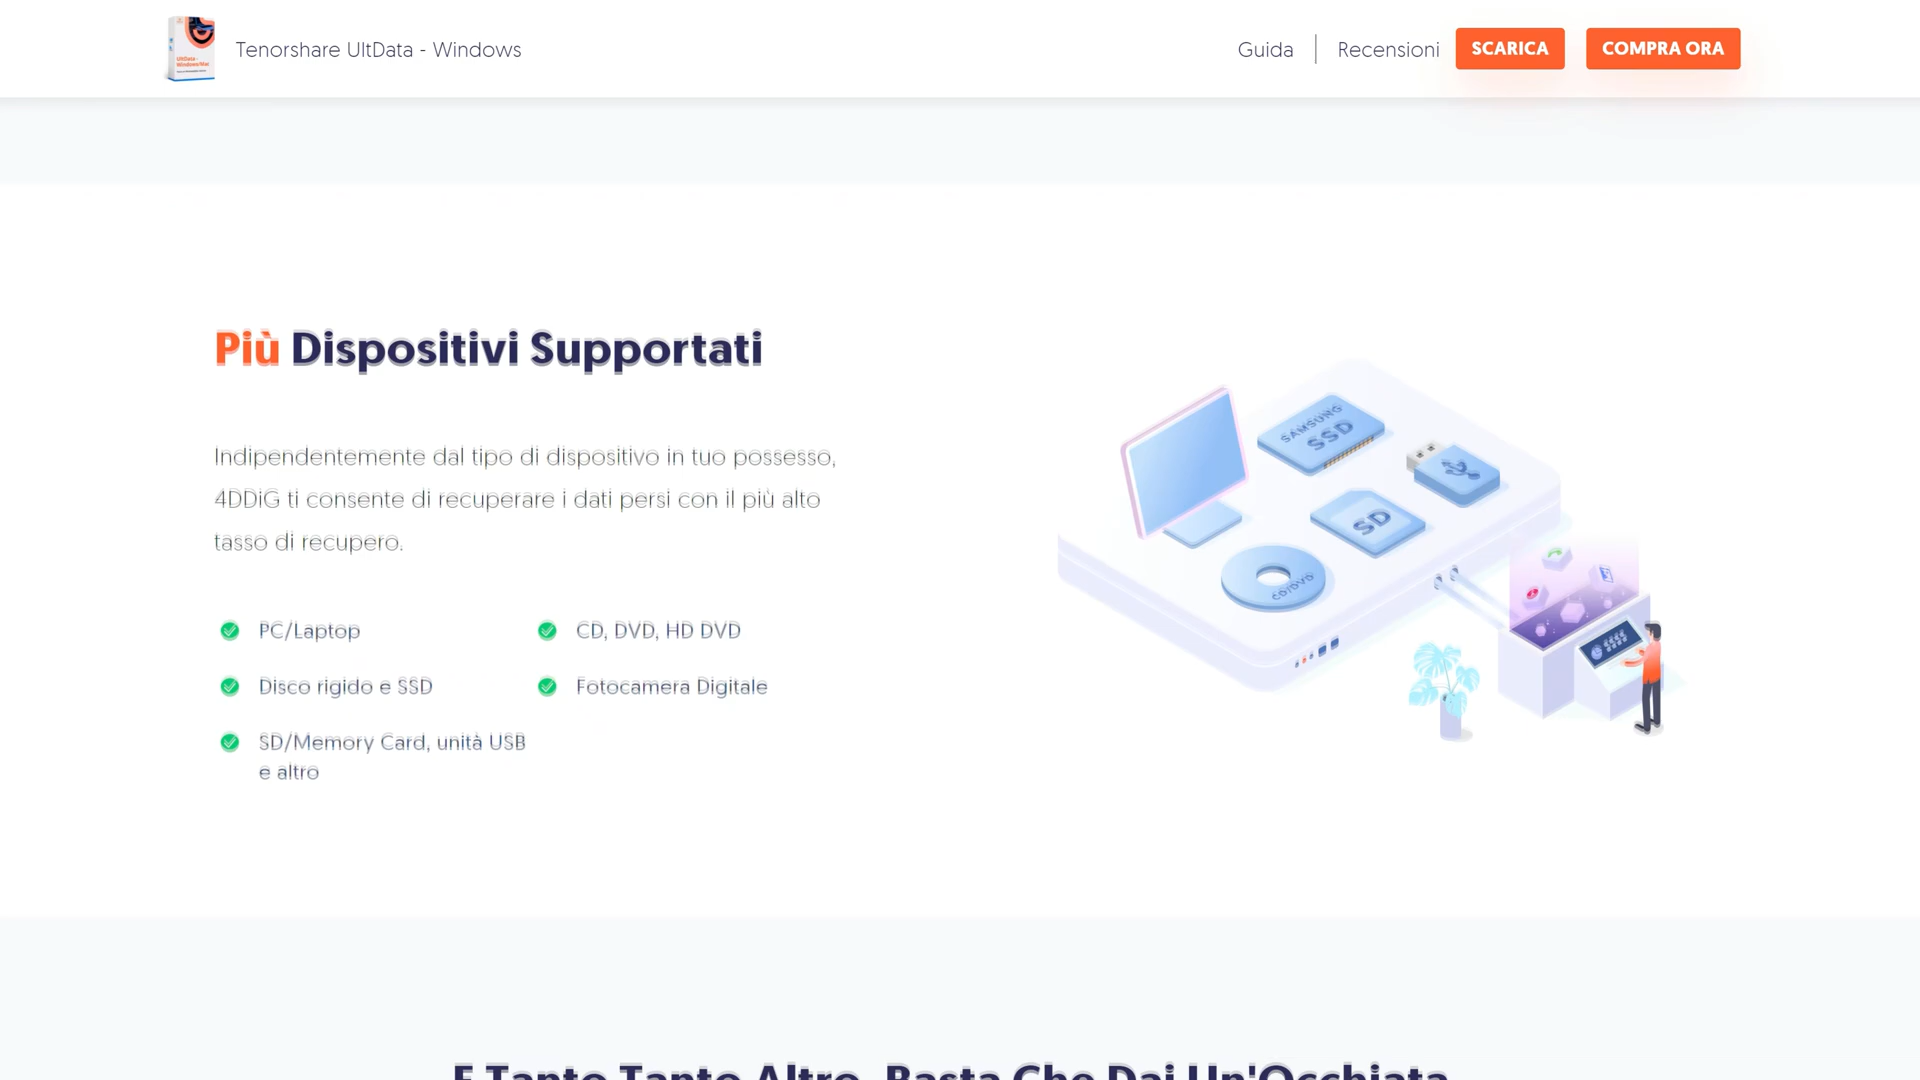 Tenorshare UltData - Windows
Guida
Recensioni
SCARICA
COMPRA ORA
Più Dispositivi Supportati
Indipendentemente dal tipo di dispositivo in tuo possesso,
4DDiG ti consente di recuperare i dati persi con il più alto
tasso di recupero.
PC/Laptop
CD, DVD, HD DVD
Disco rigido e SSD
Fotocamera Digitale
SD/Memory Card, unità USB
e altro
SAMSUNG
SSD
SD
CD/DVD
E Tanto Tanto Altro, Basta Che Dai Un'Occhiata